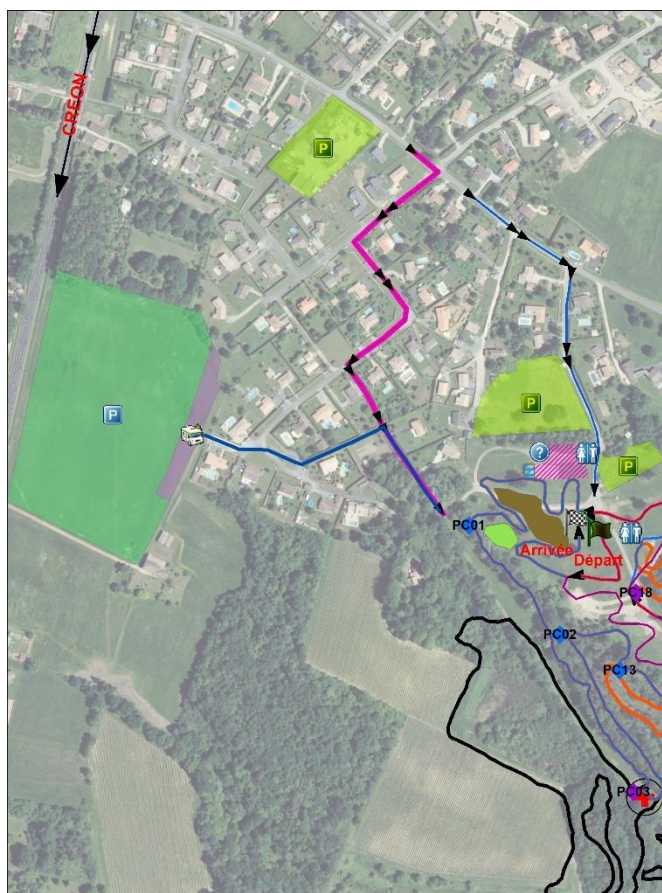 CREON
P
P
P
P
?
PC01
Arrivée
Départ
PC18
PC02
PC13
PC03